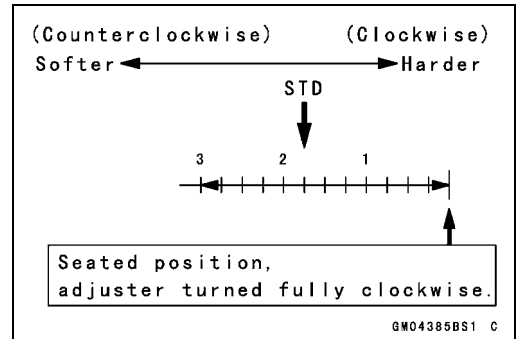 (Counterclockwise) (Clockwise)
Softer Harder
STD
3 2 1
Seated position,
adjuster turned fully clockwise.
GM04385BS1 C